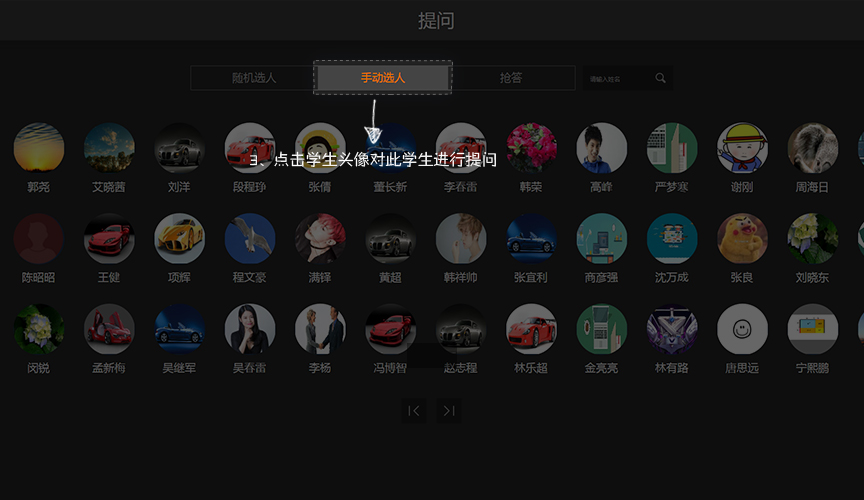 提问
随机选人 手动选人 抢答 请输入姓名
3、点击学生头像对此学生进行提问
郭尧 艾晓茜 刘洋 段程琤 张倩 董长新 李春雷 韩荣 高峰 严梦寒 谢刚 周海日
陈昭昭 王健 项辉 程文豪 满铎 黄超 韩祥帅 张宜利 商彦强 沈万成 张良 刘晓东
闵锐 孟新梅 吴继军 吴春雷 李杨 冯博智 赵志程 林乐超 金亮亮 林有路 唐思远 宁熙鹏